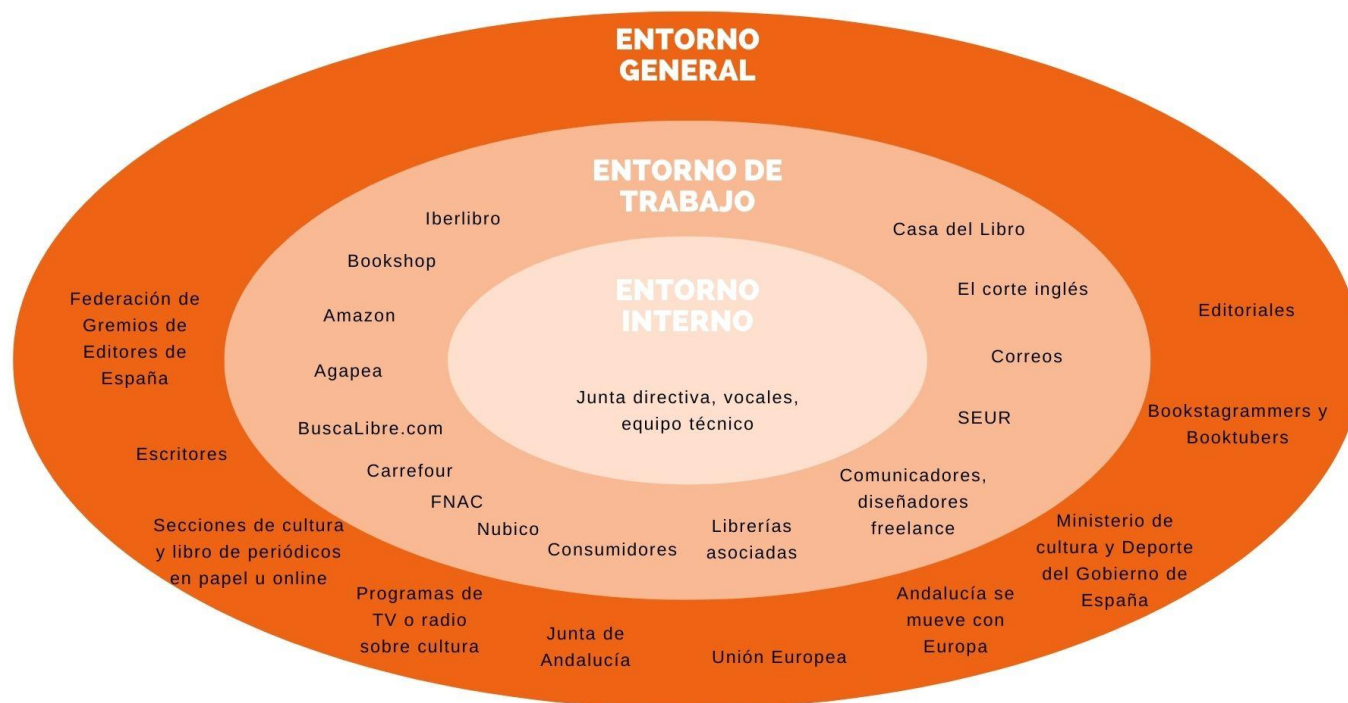 ENTORNO
GENERAL
ENTORNO DE
TRABAJO
Iberlibro
Bookshop
Amazon
Agapea
BuscaLibre.com
Carrefour
FNAC
Nubico
Consumidores
Librerías
asociadas
Comunicadores,
diseñadores
freelance
SEUR
Correos
El corte inglés
Casa del Libro
ENTORNO
INTERNO
Junta directiva, vocales,
equipo técnico
Federación de
Gremios de
Editores de
España
Escritores
Secciones de cultura
y libro de periódicos
en papel u online
Programas de
TV o radio
sobre cultura
Junta de
Andalucía
Unión Europea
Andalucía se
mueve con
Europa
Ministerio de
cultura y Deporte
del Gobierno de
España
Bookstagrammers y
Booktubers
Editoriales